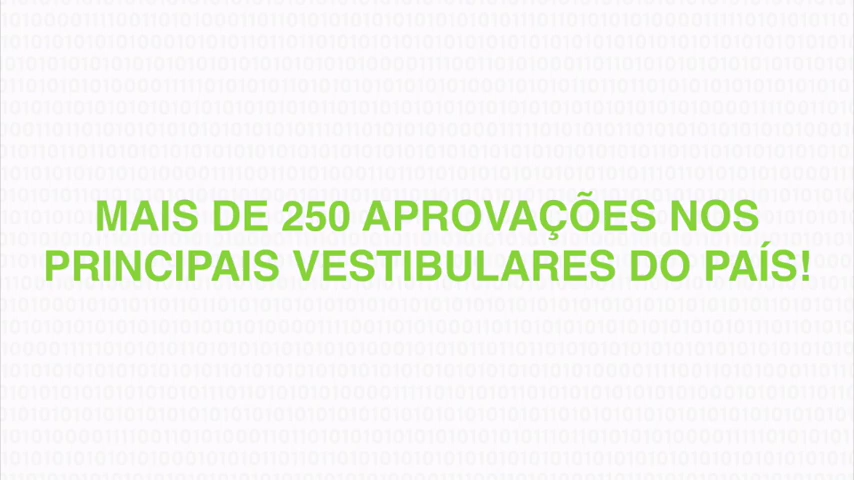 MAIS DE 250 APROVAÇÕES NOS
PRINCIPAIS VESTIBULARES DO PAÍS!